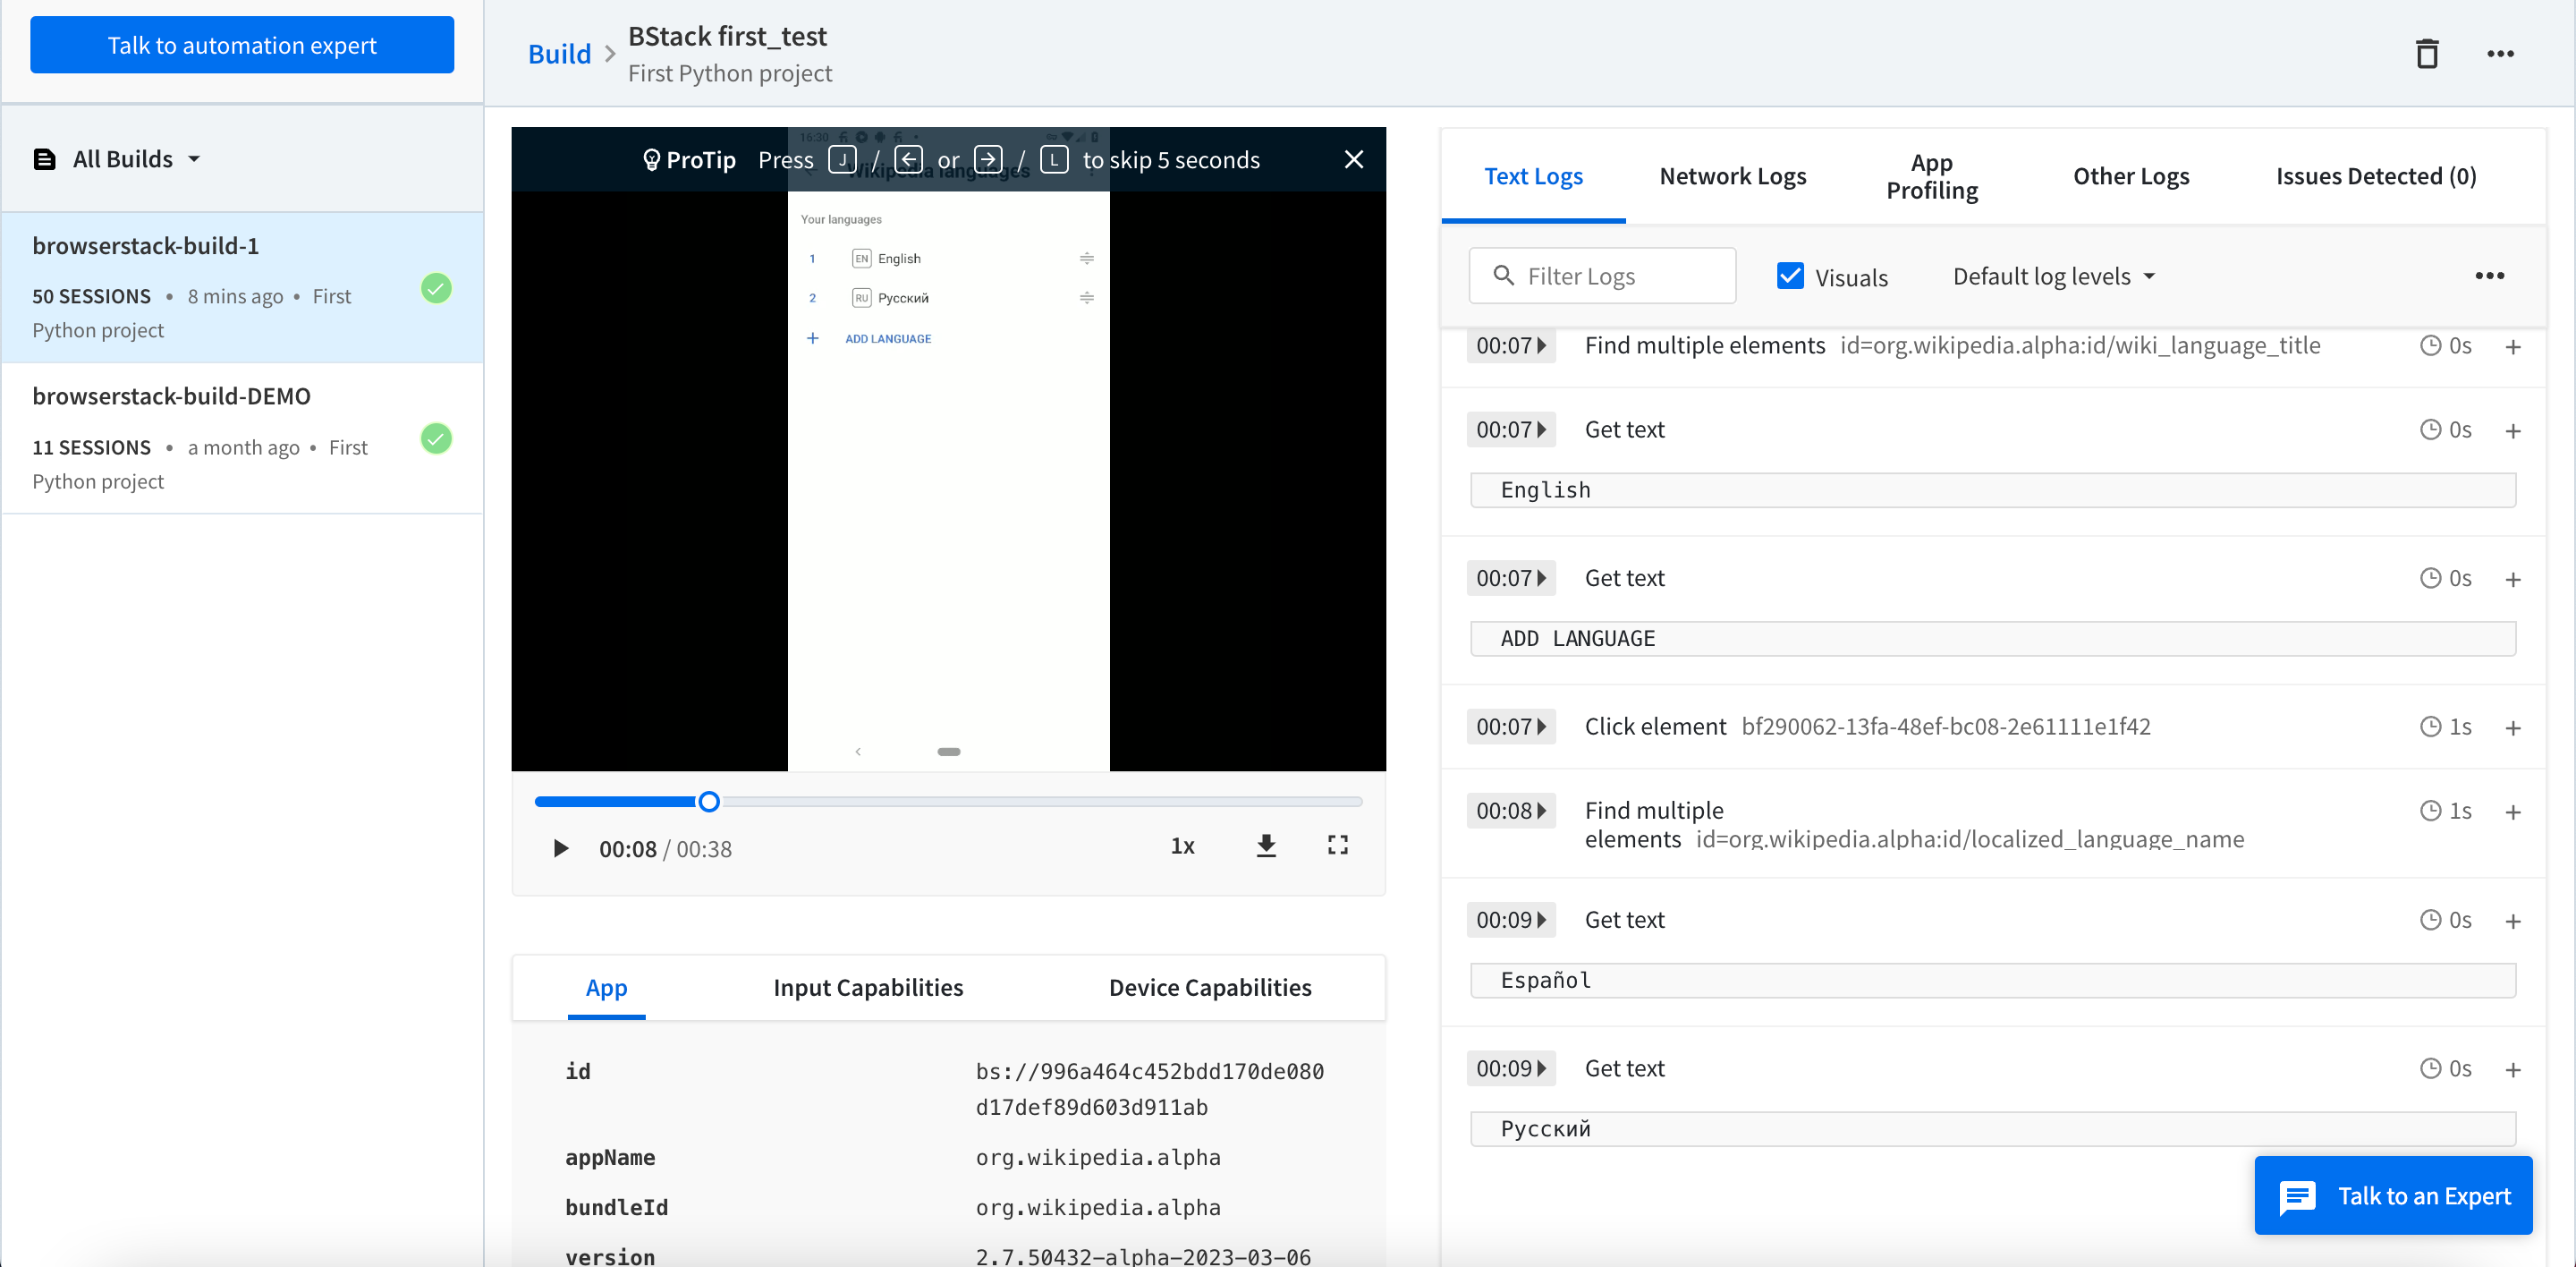 Talk to automation expert
All Builds
browserstack-build-1
50 SESSIONS • 8 mins ago • First
Python project
browserstack-build-DEMO
11 SESSIONS • a month ago • First
Python project
Build
BStack first_test
First Python project
16:30
ProTip Press J / ← or → / L to skip 5 seconds
Wikipedia languages
Your languages
1 EN English
2 RU Русский
+ ADD LANGUAGE
00:08 / 00:38
1x
App
Input Capabilities
Device Capabilities
id bs://996a464c452bdd170de080
d17def89d603d911ab
appName org.wikipedia.alpha
bundleId org.wikipedia.alpha
version 2.7.50432-alpha-2023-03-06
Text Logs
Network Logs
App
Profiling
Other Logs
Issues Detected (0)
Filter Logs
Visuals
Default log levels
00:07 Find multiple elements id=org.wikipedia.alpha:id/wiki_language_title 0s +
00:07 Get text 0s +
English
00:07 Get text 0s +
ADD LANGUAGE
00:07 Click element bf290062-13fa-48ef-bc08-2e61111e1f42 1s +
00:08 Find multiple 1s +
elements id=org.wikipedia.alpha:id/localized_language_name
00:09 Get text 0s +
Español
00:09 Get text 0s +
Русский
Talk to an Expert